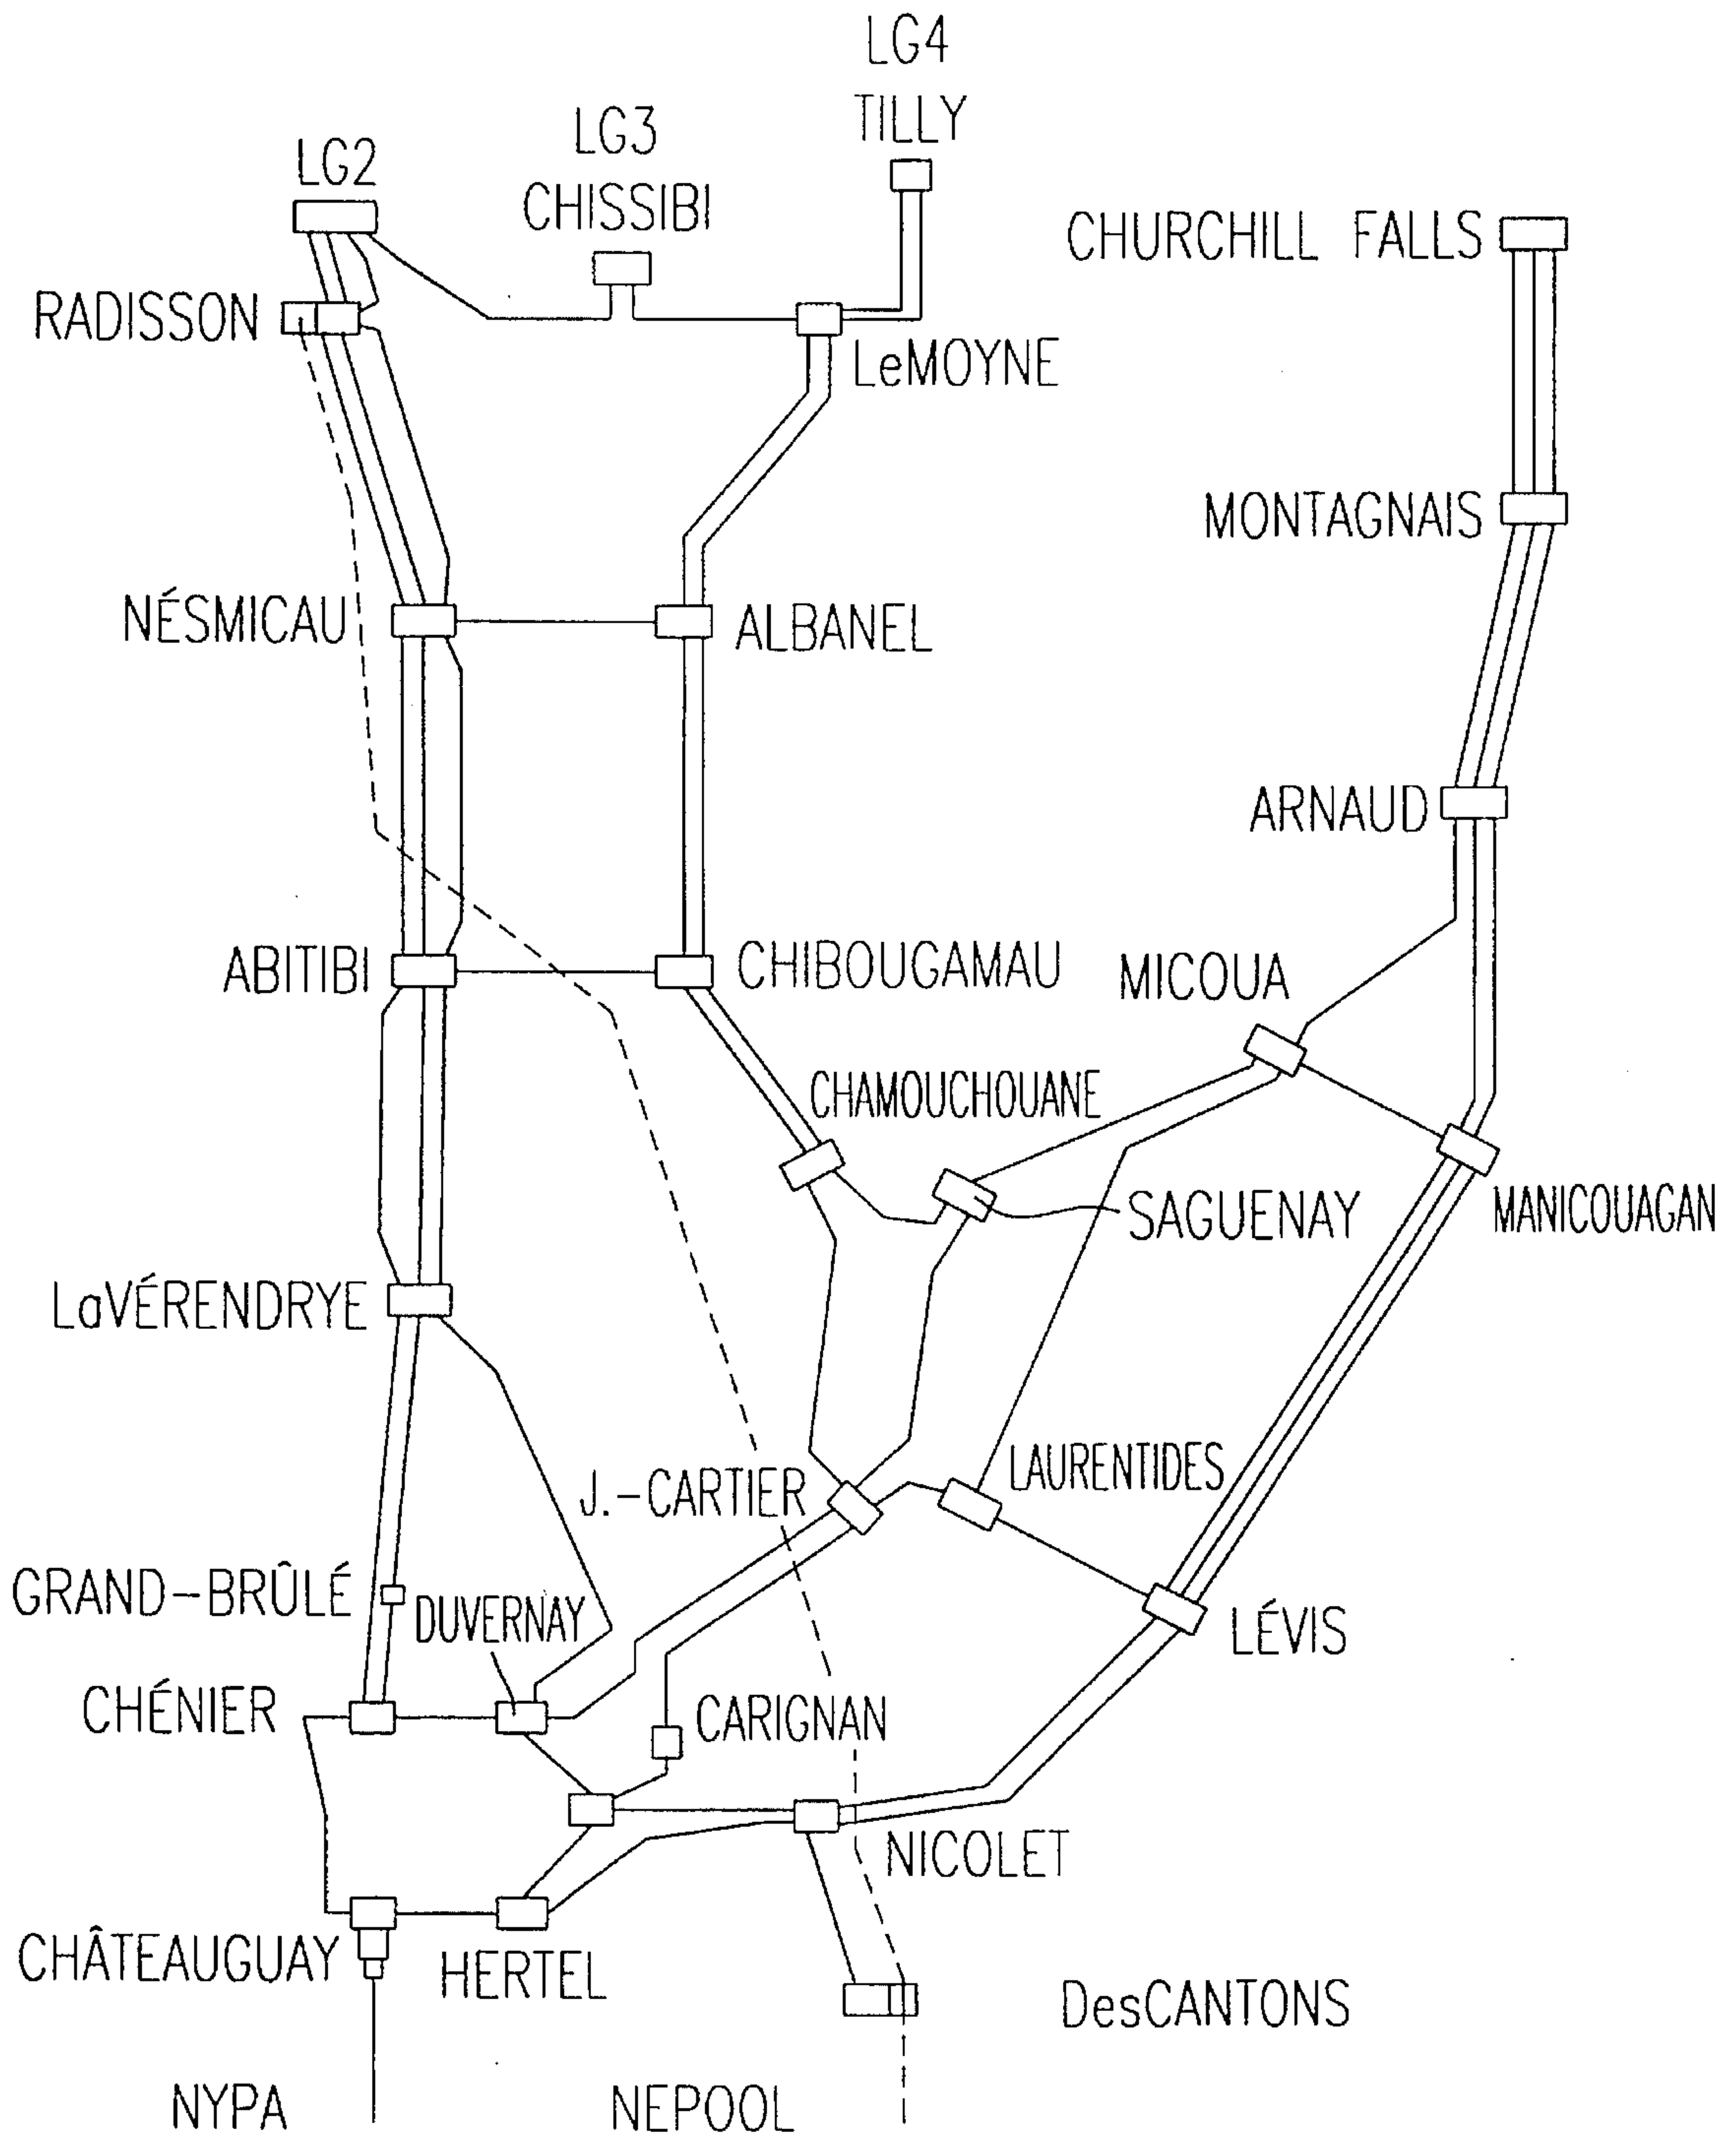 LG4
TILLY
LG3
CHISSIBI
LG2
CHURCHILL FALLS
RADISSON
LeMOYNE
MONTAGNAIS
NÉSMICAU
ALBANEL
ARNAUD
ABITIBI
CHIBOUGAMAU
MICOUA
CHAMOUCHOUANE
SAGUENAY
MANICOUAGAN
LaVÉRENDRYE
LAURENTIDES
J.-CARTIER
GRAND-BRÛLÉ
DUVERNAY
LÉVIS
CHÉNIER
CARIGNAN
NICOLET
CHÂTEAUGUAY
HERTEL
DesCANTONS
NYPA
NEPOOL